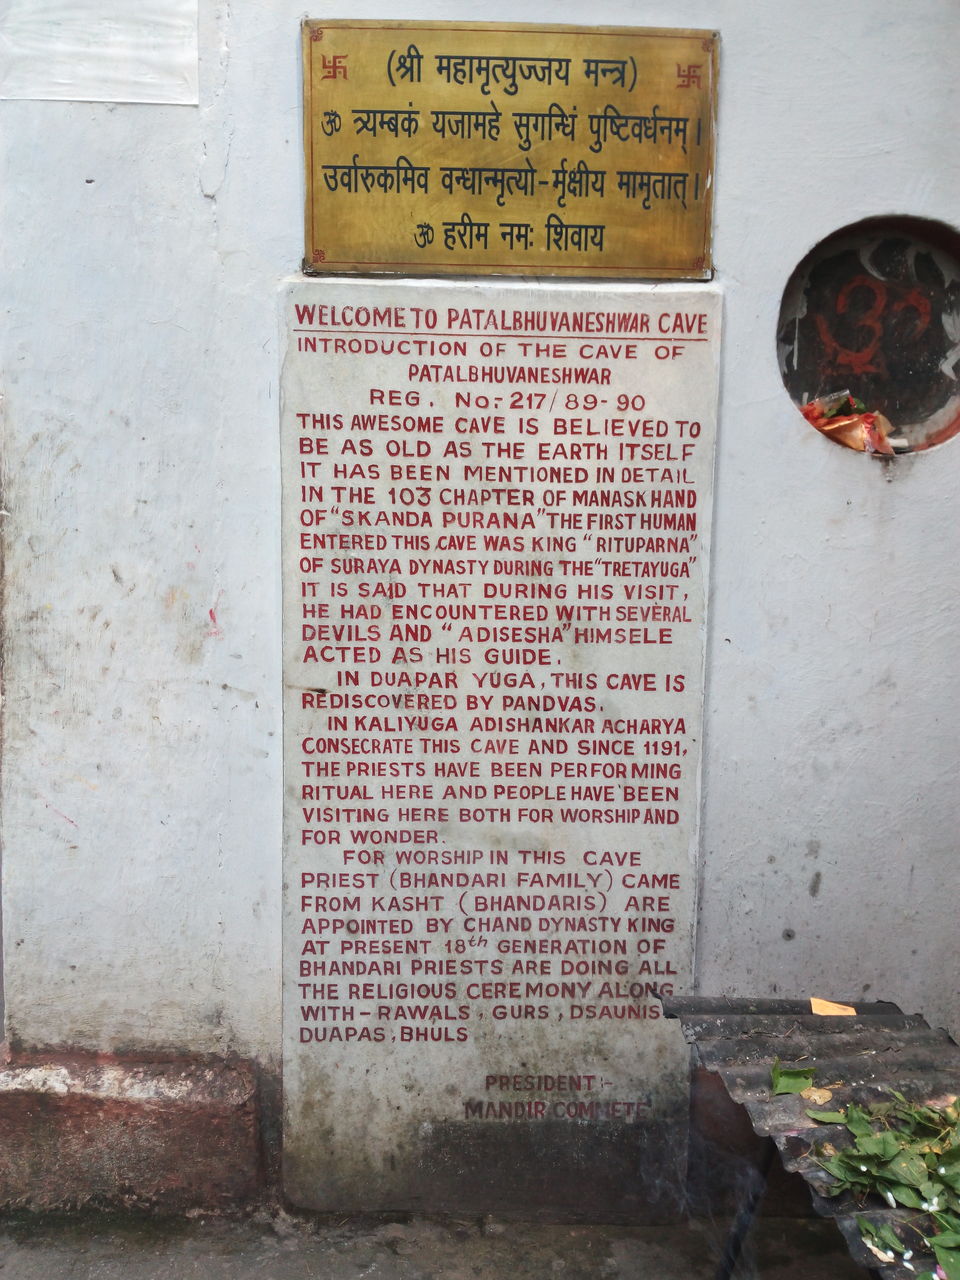 (श्री महामृत्युज्जय मन्त्र)
ॐ त्र्यम्बकं यजामहे सुगन्धिं पुष्टिवर्धनम्।
उर्वारुकमिव वन्धान्मृत्यो-र्मृक्षीय मामृतात्।
ॐ हरीम नमः शिवाय
WELCOME TO PATALBHUVANESHWAR CAVE
INTRODUCTION OF THE CAVE OF
PATALBHUVANESHWAR
REG. No:- 217/89-90
THIS AWESOME CAVE IS BELIEVED TO
BE AS OLD AS THE EARTH ITSELF
IT HAS BEEN MENTIONED IN DETAIL
IN THE 103 CHAPTER OF MANASKHAND
OF "SKANDA PURANA" THE FIRST HUMAN
ENTERED THIS CAVE WAS KING "RITUPARNA"
OF SURAYA DYNASTY DURING THE "TRETAYUGA"
IT IS SAID THAT DURING HIS VISIT,
HE HAD ENCOUNTERED WITH SEVERAL
DEVILS AND "ADISESHA" HIMSELE
ACTED AS HIS GUIDE.
IN DUAPAR YUGA, THIS CAVE IS
REDISCOVERED BY PANDVAS.
IN KALIYUGA ADISHANKAR ACHARYA
CONSECRATE THIS CAVE AND SINCE 1191,
THE PRIESTS HAVE BEEN PERFORMING
RITUAL HERE AND PEOPLE HAVE BEEN
VISITING HERE BOTH FOR WORSHIP AND
FOR WONDER.
FOR WORSHIP IN THIS CAVE
PRIEST (BHANDARI FAMILY) CAME
FROM KASHT (BHANDARIS) ARE
APPOINTED BY CHAND DYNASTY KING
AT PRESENT 18th GENERATION OF
BHANDARI PRIESTS ARE DOING ALL
THE RELIGIOUS CEREMONY ALONG
WITH-RAWALS, GURS, DSAUNIS
DUAPAS, BHULS
PRESIDENT:-
MANDIR COMMETE
ॐ